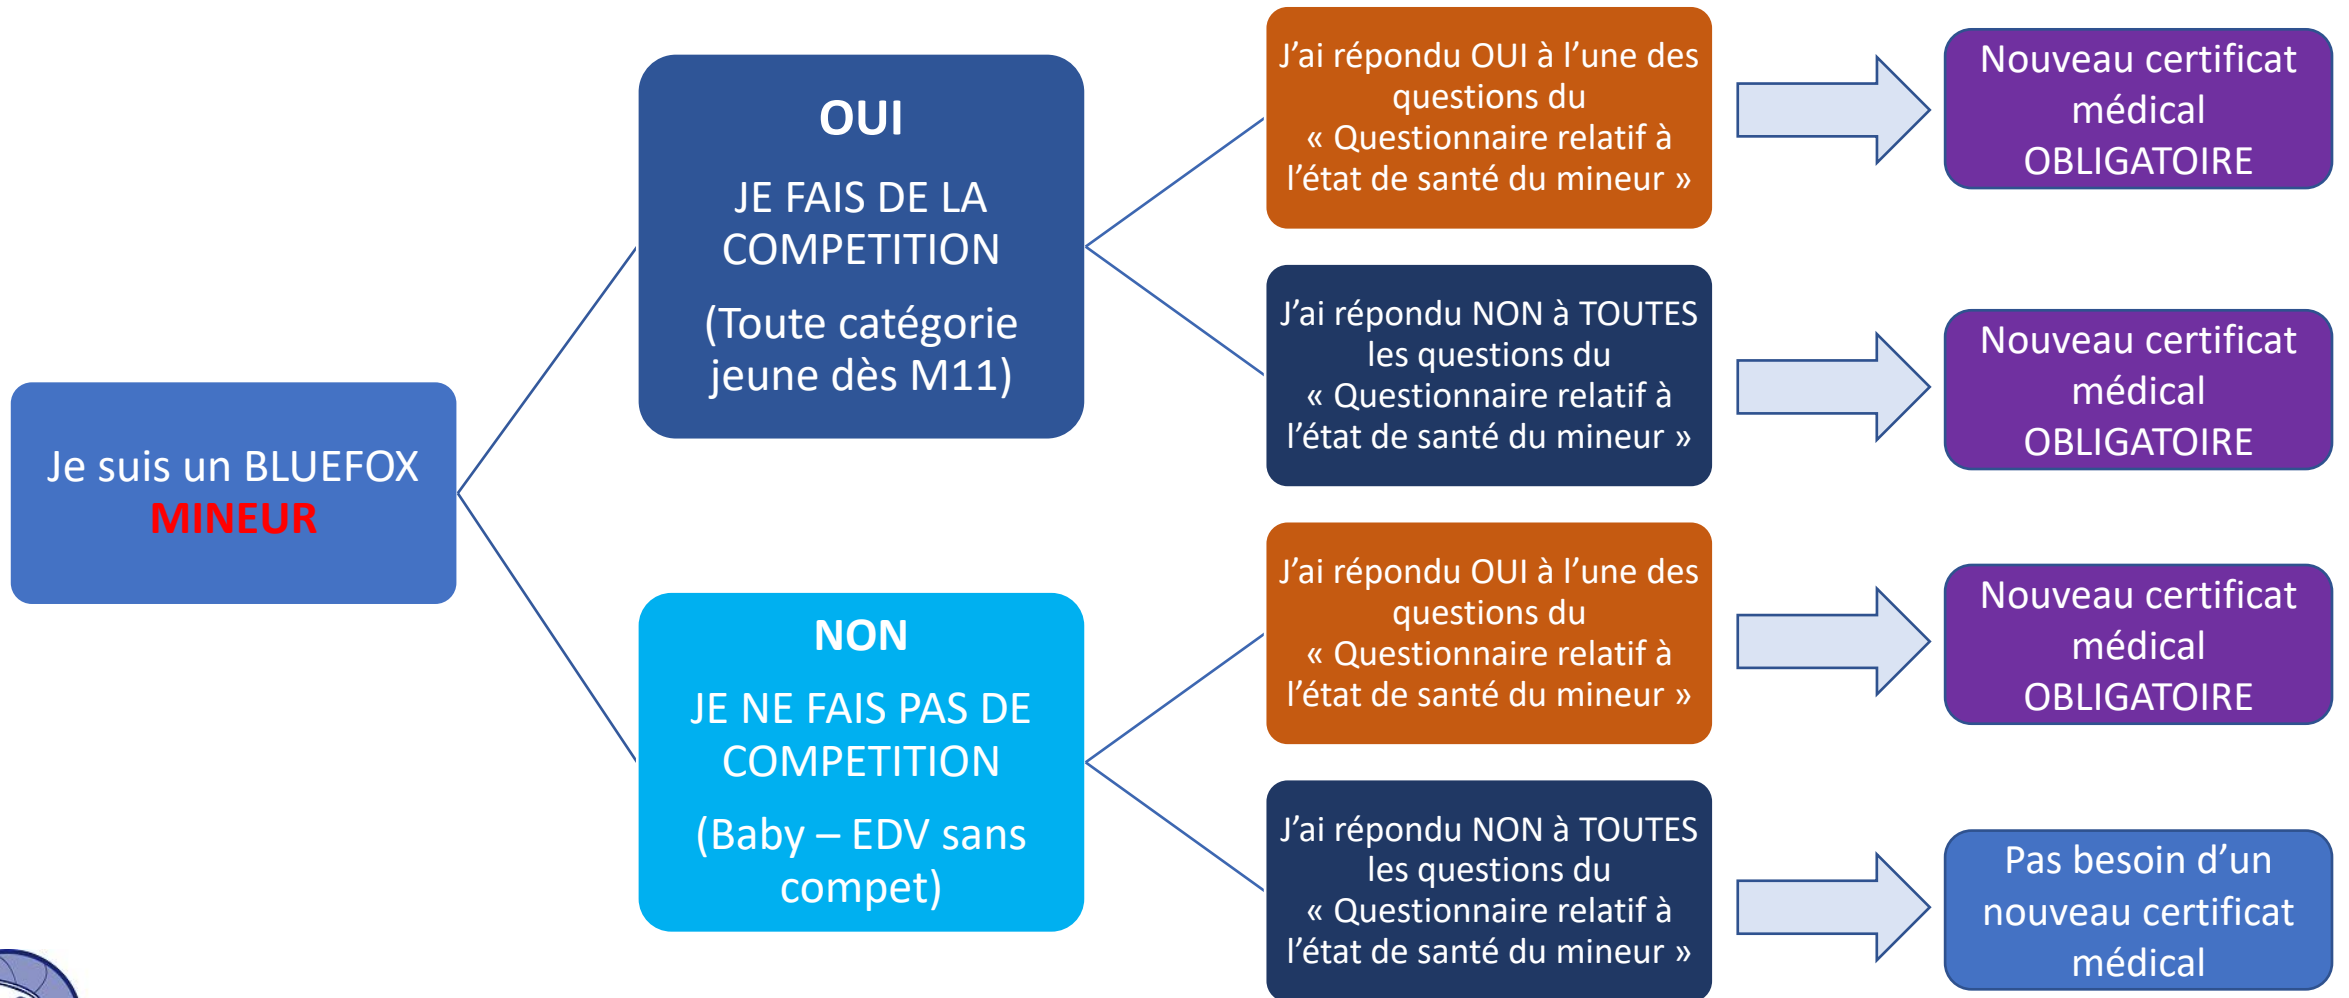 Je suis un BLUEFOX
MINEUR
OUI
JE FAIS DE LA
COMPETITION
(Toute catégorie
jeune dès M11)
J’ai répondu OUI à l’une des
questions du
« Questionnaire relatif à
l’état de santé du mineur »
Nouveau certificat
médical
OBLIGATOIRE
J’ai répondu NON à TOUTES
les questions du
« Questionnaire relatif à
l’état de santé du mineur »
Nouveau certificat
médical
OBLIGATOIRE
NON
JE NE FAIS PAS DE
COMPETITION
(Baby – EDV sans
compet)
J’ai répondu OUI à l’une des
questions du
« Questionnaire relatif à
l’état de santé du mineur »
Nouveau certificat
médical
OBLIGATOIRE
J’ai répondu NON à TOUTES
les questions du
« Questionnaire relatif à
l’état de santé du mineur »
Pas besoin d’un
nouveau certificat
médical